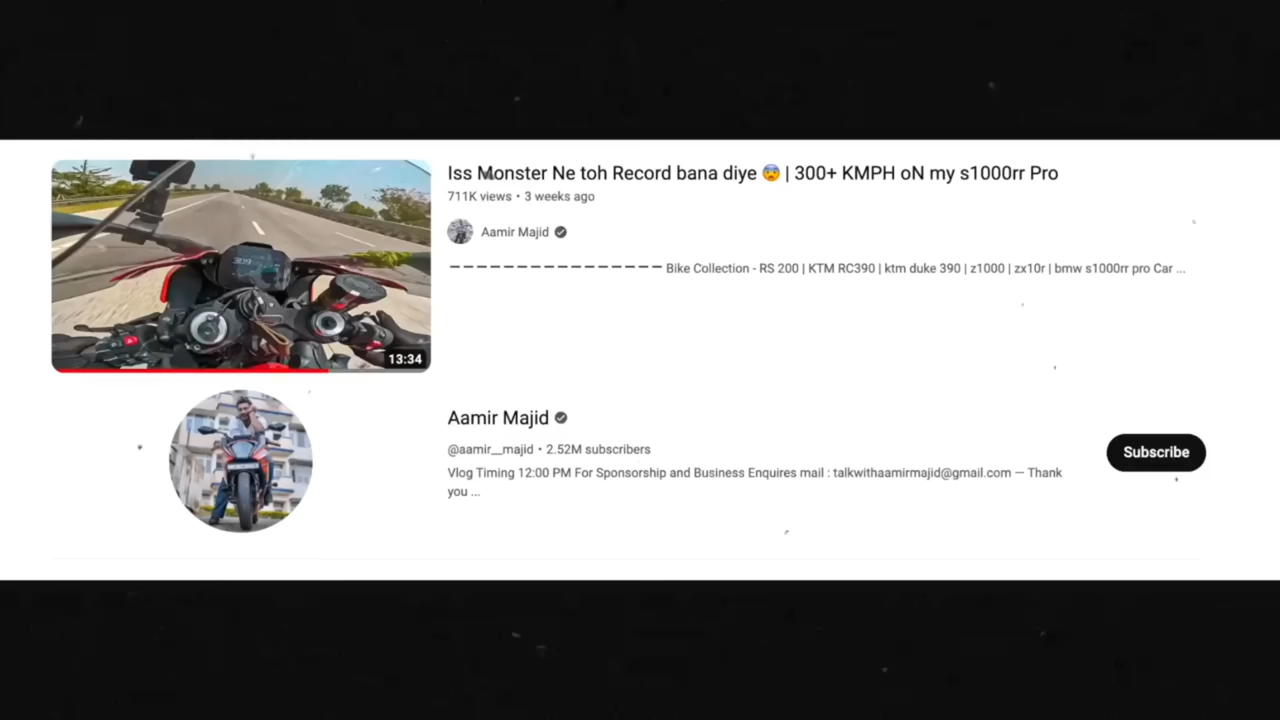 Iss Monster Ne toh Record bana diye 😨 | 300+ KMPH oN my s1000rr Pro
711K views • 3 weeks ago
Aamir Majid
———————————————— Bike Collection - RS 200 | KTM RC390 | ktm duke 390 | z1000 | zx10r | bmw s1000rr pro Car ...
13:34
Aamir Majid
@aamir__majid • 2.52M subscribers
Subscribe
Vlog Timing 12:00 PM For Sponsorship and Business Enquires mail : talkwithaamirmajid@gmail.com — Thank
you ...